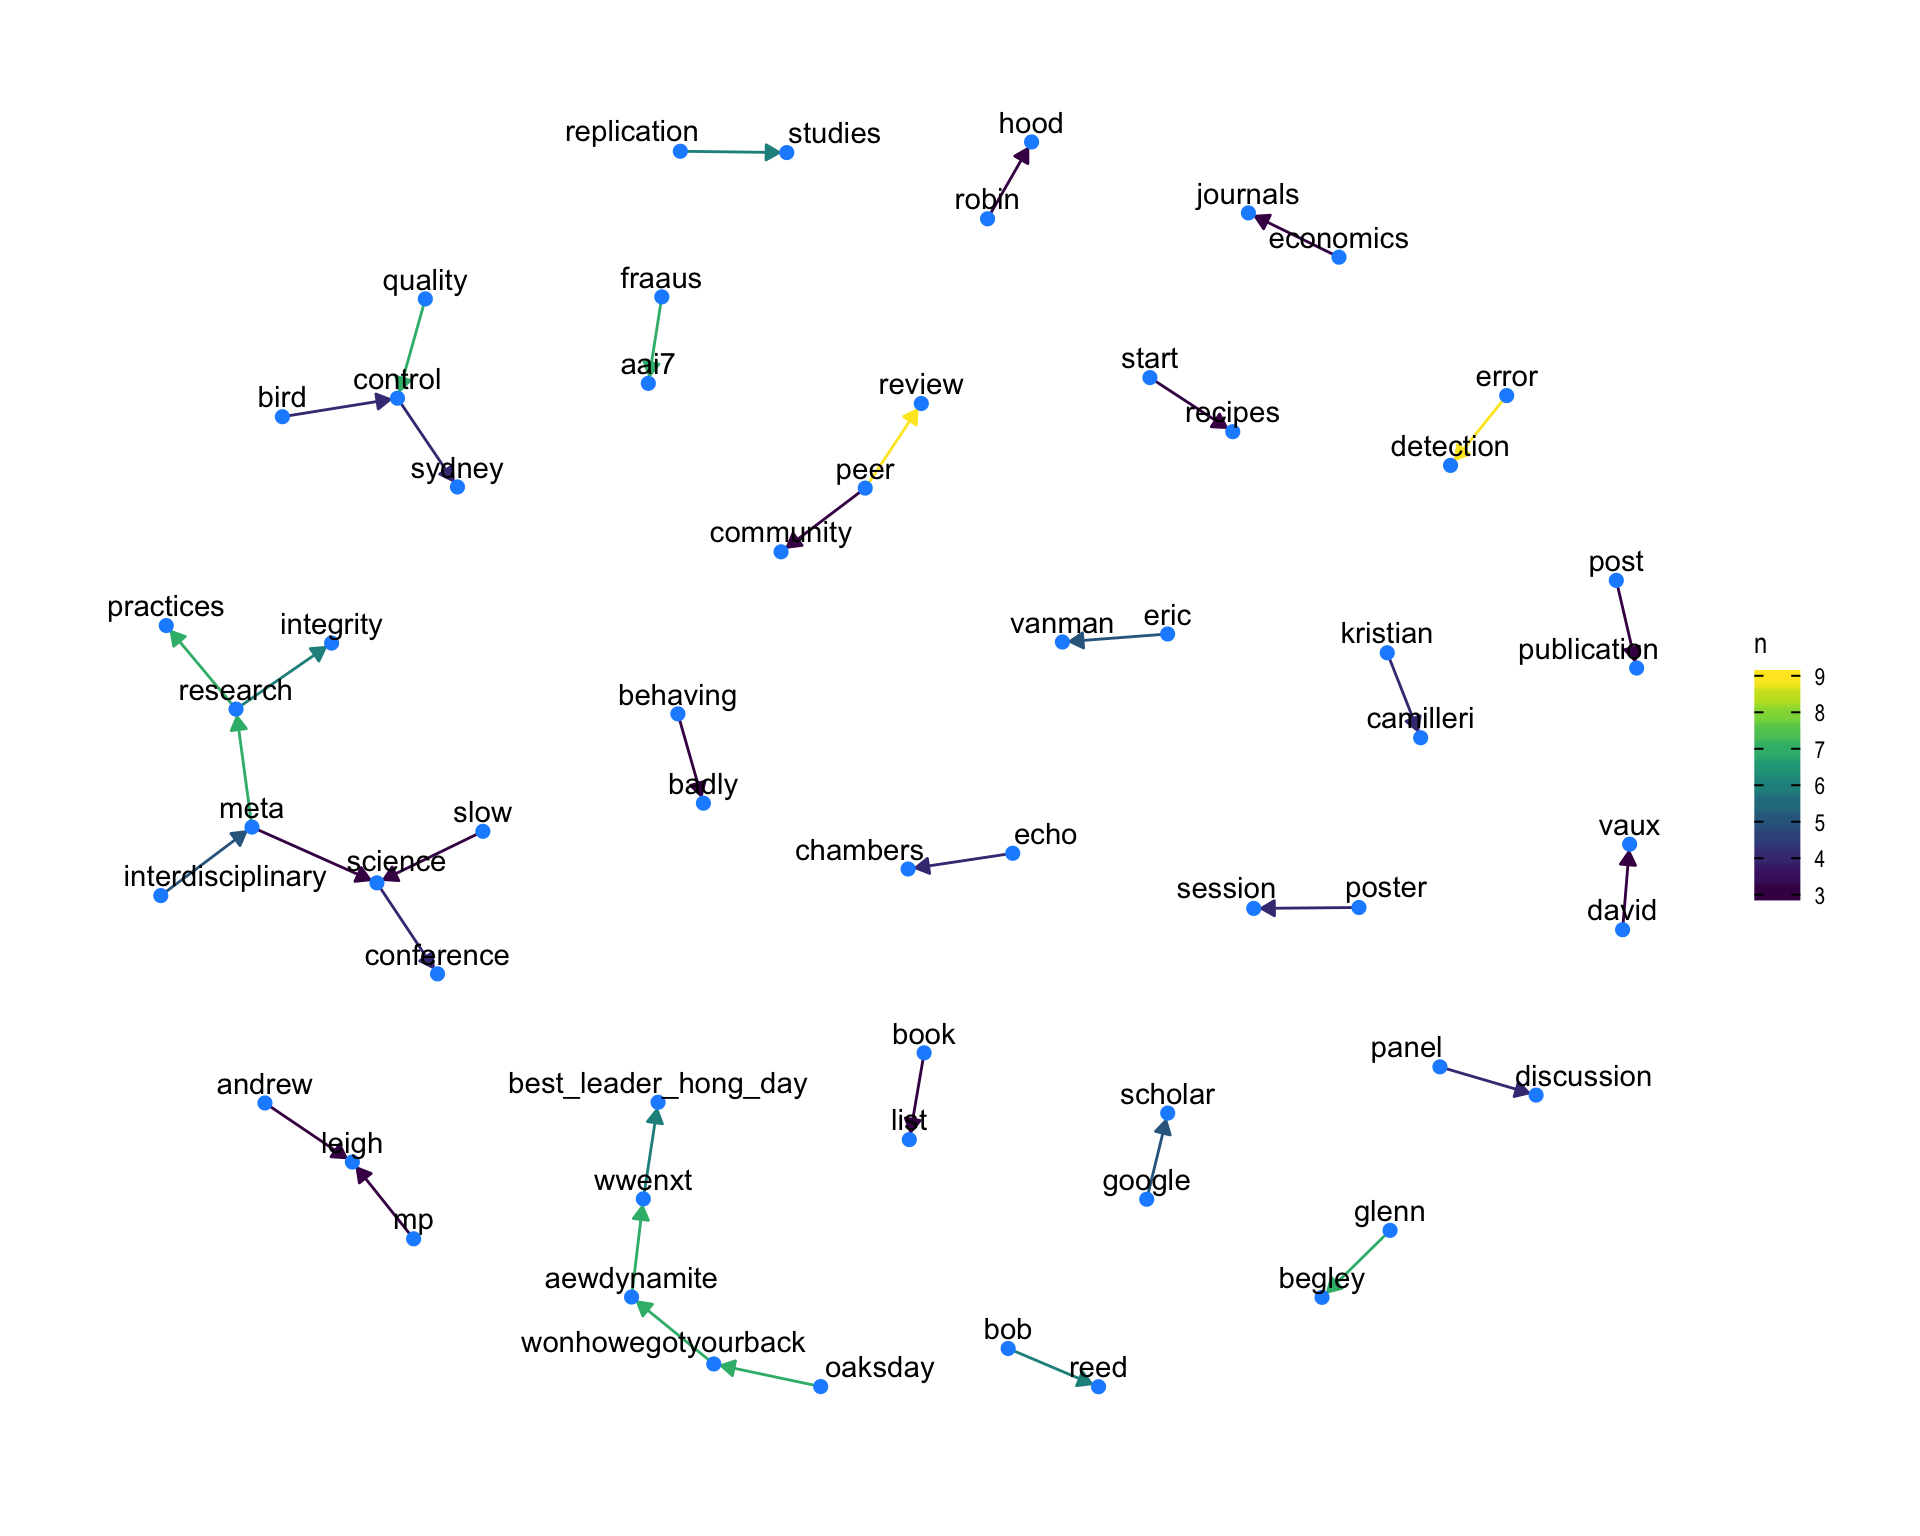 hood
replication
studies
robin
journals
economics
quality
fraaus
control
aai7
bird
review
start
error
recipes
detection
sydney
peer
community
post
practices
integrity
vanman
eric
kristian
publication
n
research
behaving
camilleri
9
8
7
6
5
4
3
badly
meta
slow
chambers
echo
vaux
interdisciplinary
science
session
poster
david
conference
book
panel
andrew
best_leader_hong_day
scholar
discussion
list
leigh
wwenxt
google
mp
glenn
aewdynamite
begley
wonhowegotyourback
bob
oaksday
reed